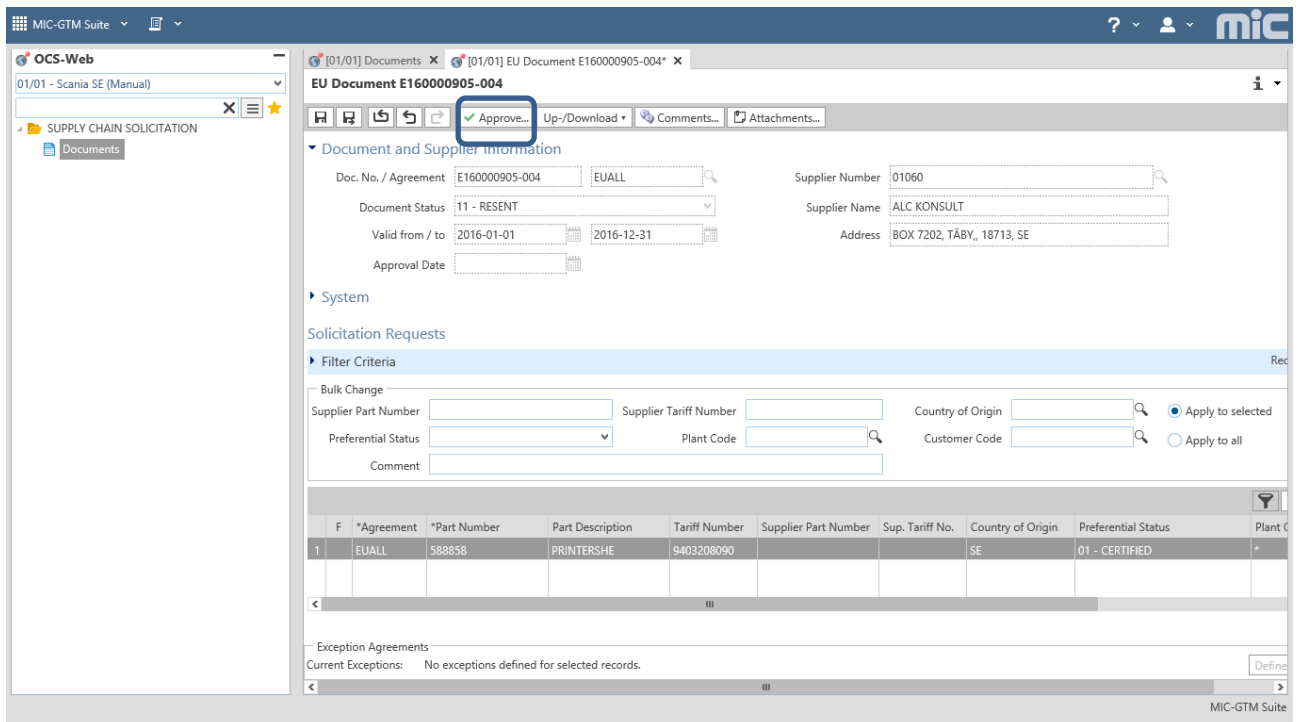 MIC-GTM Suite
mic
OCS-Web
01/01 - Scania SE (Manual)
SUPPLY CHAIN SOLICITATION
Documents
[01/01] Documents [01/01] EU Document E160000905-004*
EU Document E160000905-004
Approve... Up-/Download Comments... Attachments...
Document and Supplier Information
Doc. No. / Agreement E160000905-004 EUALL Supplier Number 01060
Document Status 11 - RESENT Supplier Name ALC KONSULT
Valid from / to 2016-01-01 2016-12-31 Address BOX 7202, TÄBY,, 18713, SE
Approval Date
System
Solicitation Requests
Filter Criteria Rec
Bulk Change
Supplier Part Number Supplier Tariff Number Country of Origin Apply to selected
Preferential Status Plant Code Customer Code Apply to all
Comment
F *Agreement *Part Number Part Description Tariff Number Supplier Part Number Sup. Tariff No. Country of Origin Preferential Status Plant C
1 EUALL 588858 PRINTERSHE 9403208090 SE 01 - CERTIFIED *
Exception Agreements
Current Exceptions: No exceptions defined for selected records. Define
MIC-GTM Suite